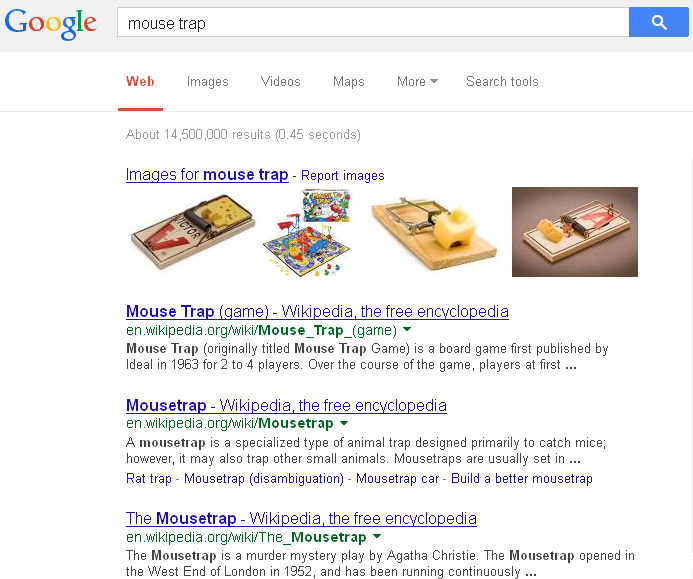 Google mouse trap
Web Images Videos Maps More Search tools
About 14,500,000 results (0.45 seconds)
Images for mouse trap - Report images
VICTOR
Mouse Trap (game) - Wikipedia, the free encyclopedia
en.wikipedia.org/wiki/Mouse_Trap_(game)
Mouse Trap (originally titled Mouse Trap Game) is a board game first published by
Ideal in 1963 for 2 to 4 players. Over the course of the game, players at first ...
Mousetrap - Wikipedia, the free encyclopedia
en.wikipedia.org/wiki/Mousetrap
A mousetrap is a specialized type of animal trap designed primarily to catch mice;
however, it may also trap other small animals. Mousetraps are usually set in ...
Rat trap - Mousetrap (disambiguation) - Mousetrap car - Build a better mousetrap
The Mousetrap - Wikipedia, the free encyclopedia
en.wikipedia.org/wiki/The_Mousetrap
The Mousetrap is a murder mystery play by Agatha Christie. The Mousetrap opened in
the West End of London in 1952, and has been running continuously ...